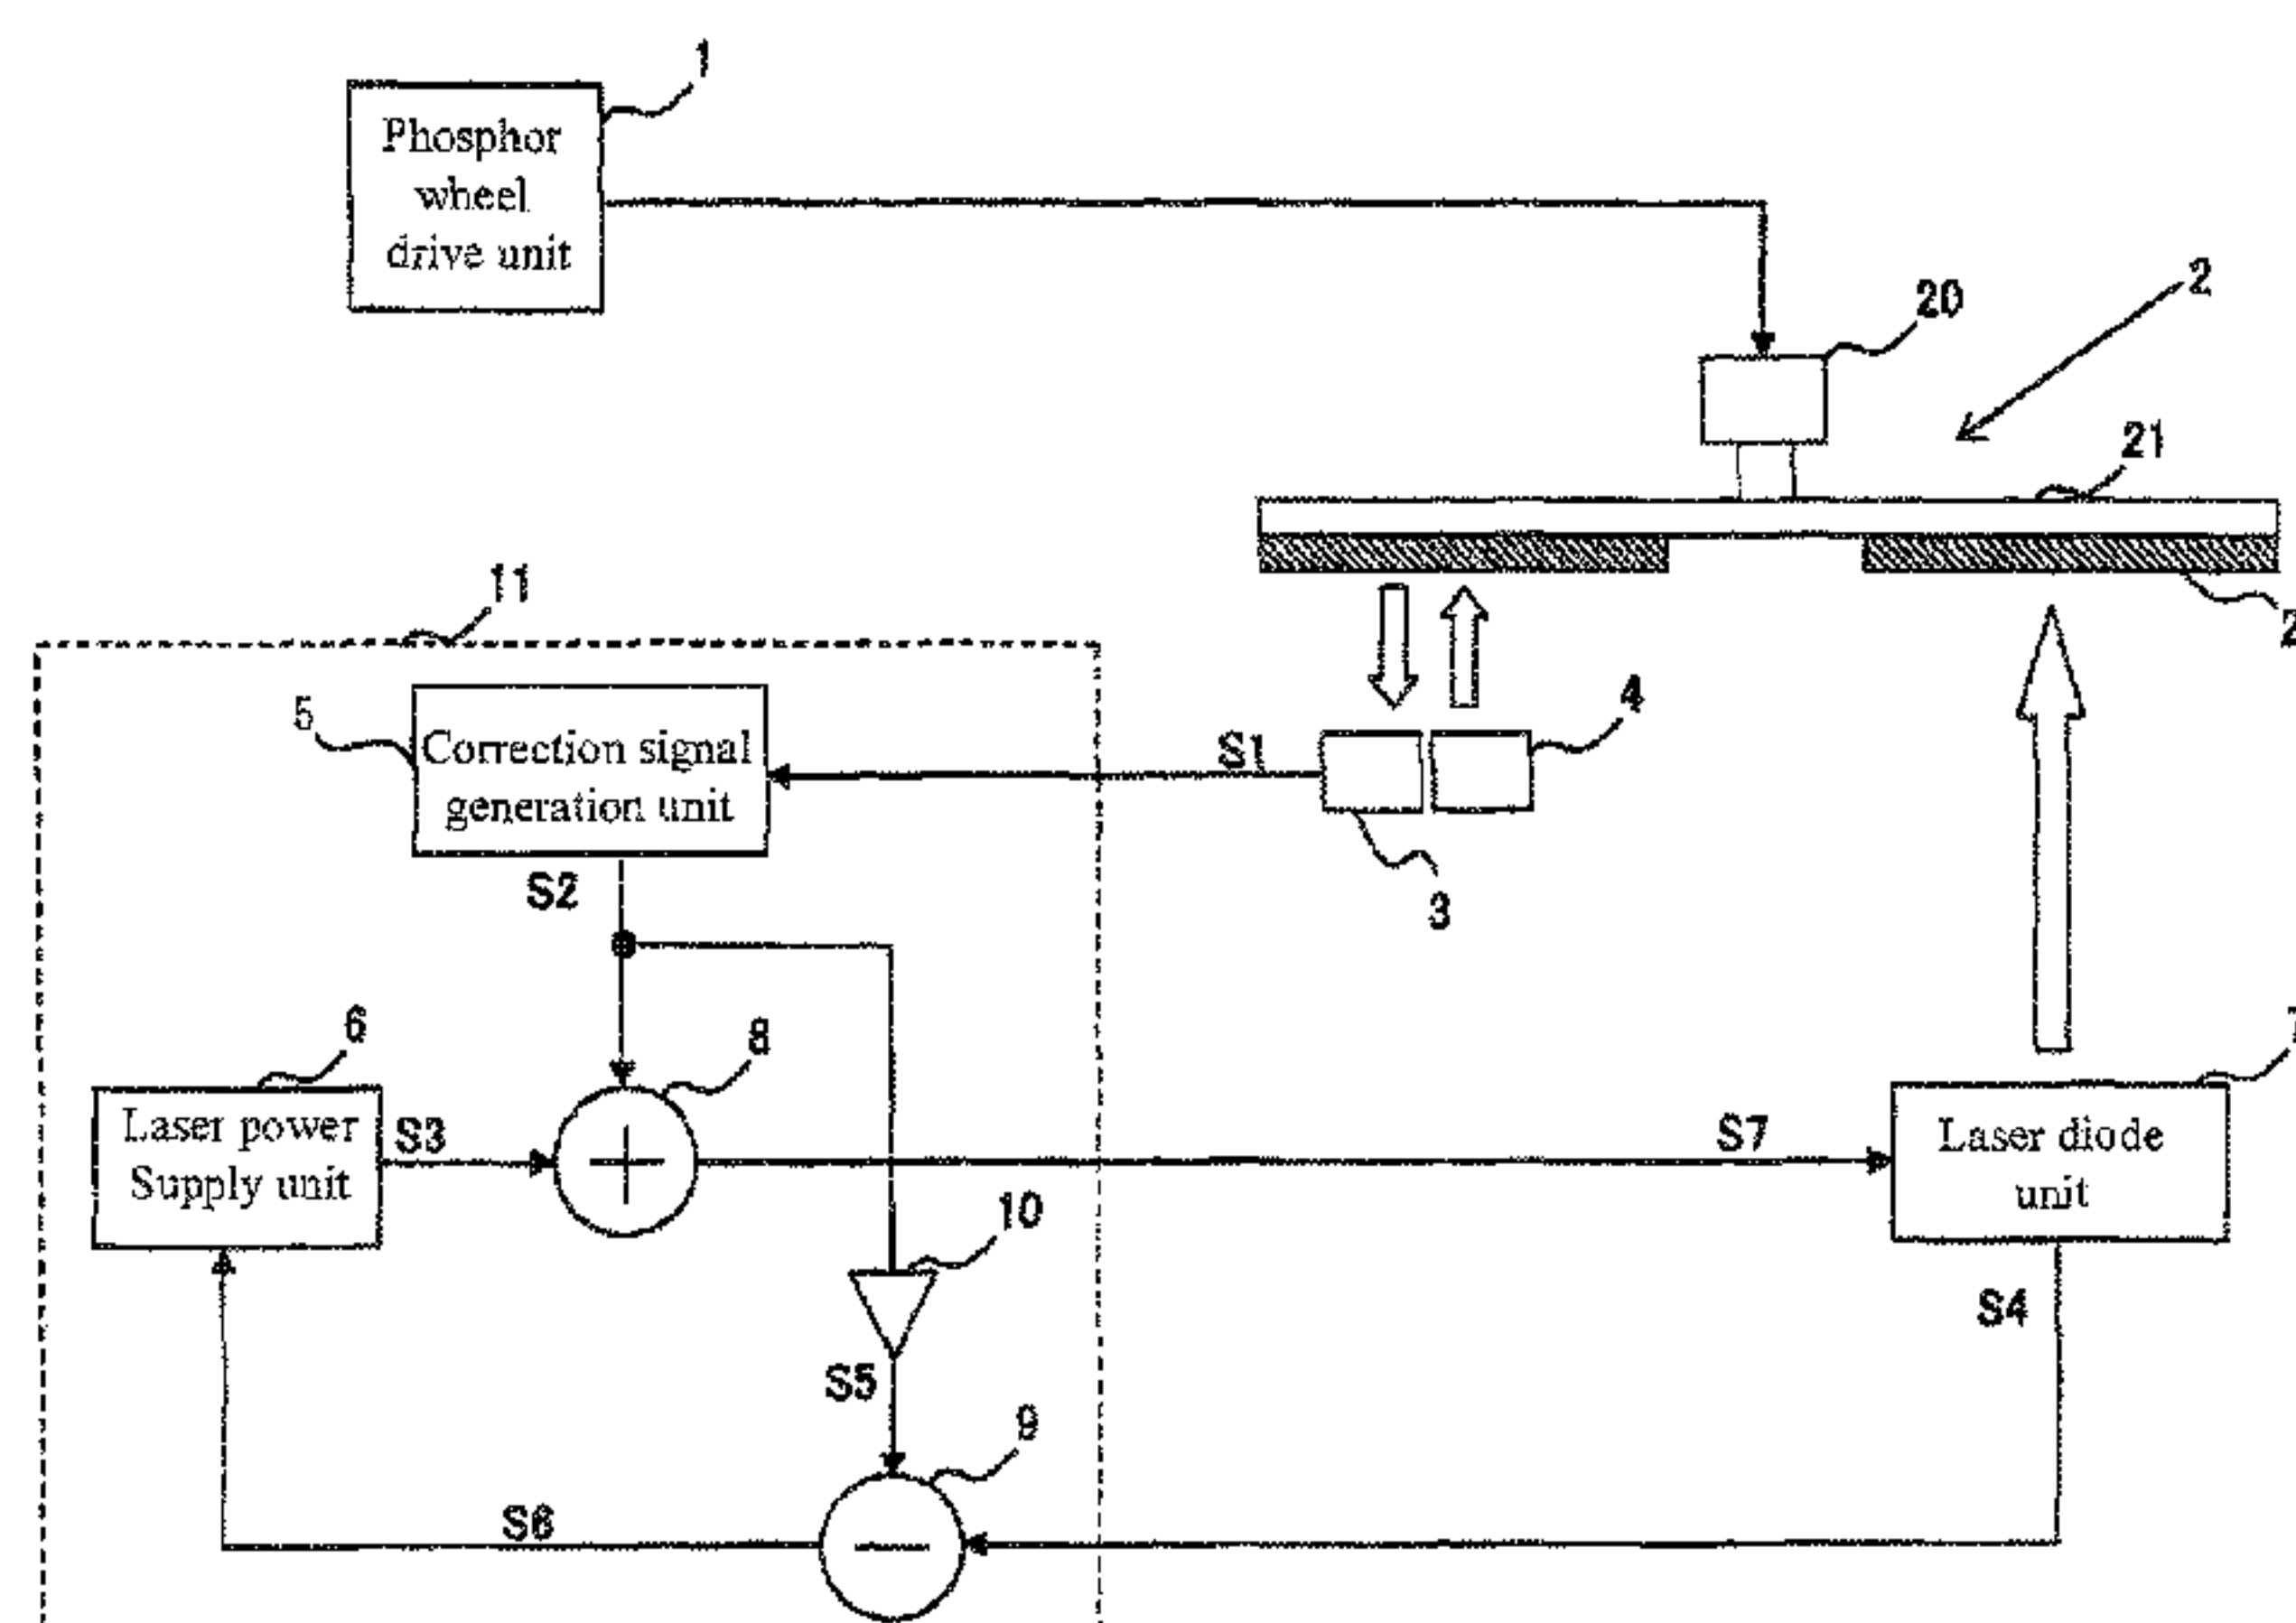 1
Phosphor
wheel
drive unit
20
2
21
11
5
Correction signal
generation unit
S1
4
3
S2
6
8
Laser power
Supply unit
S3
S7
Laser diode
unit
10
S4
S5
9
S6